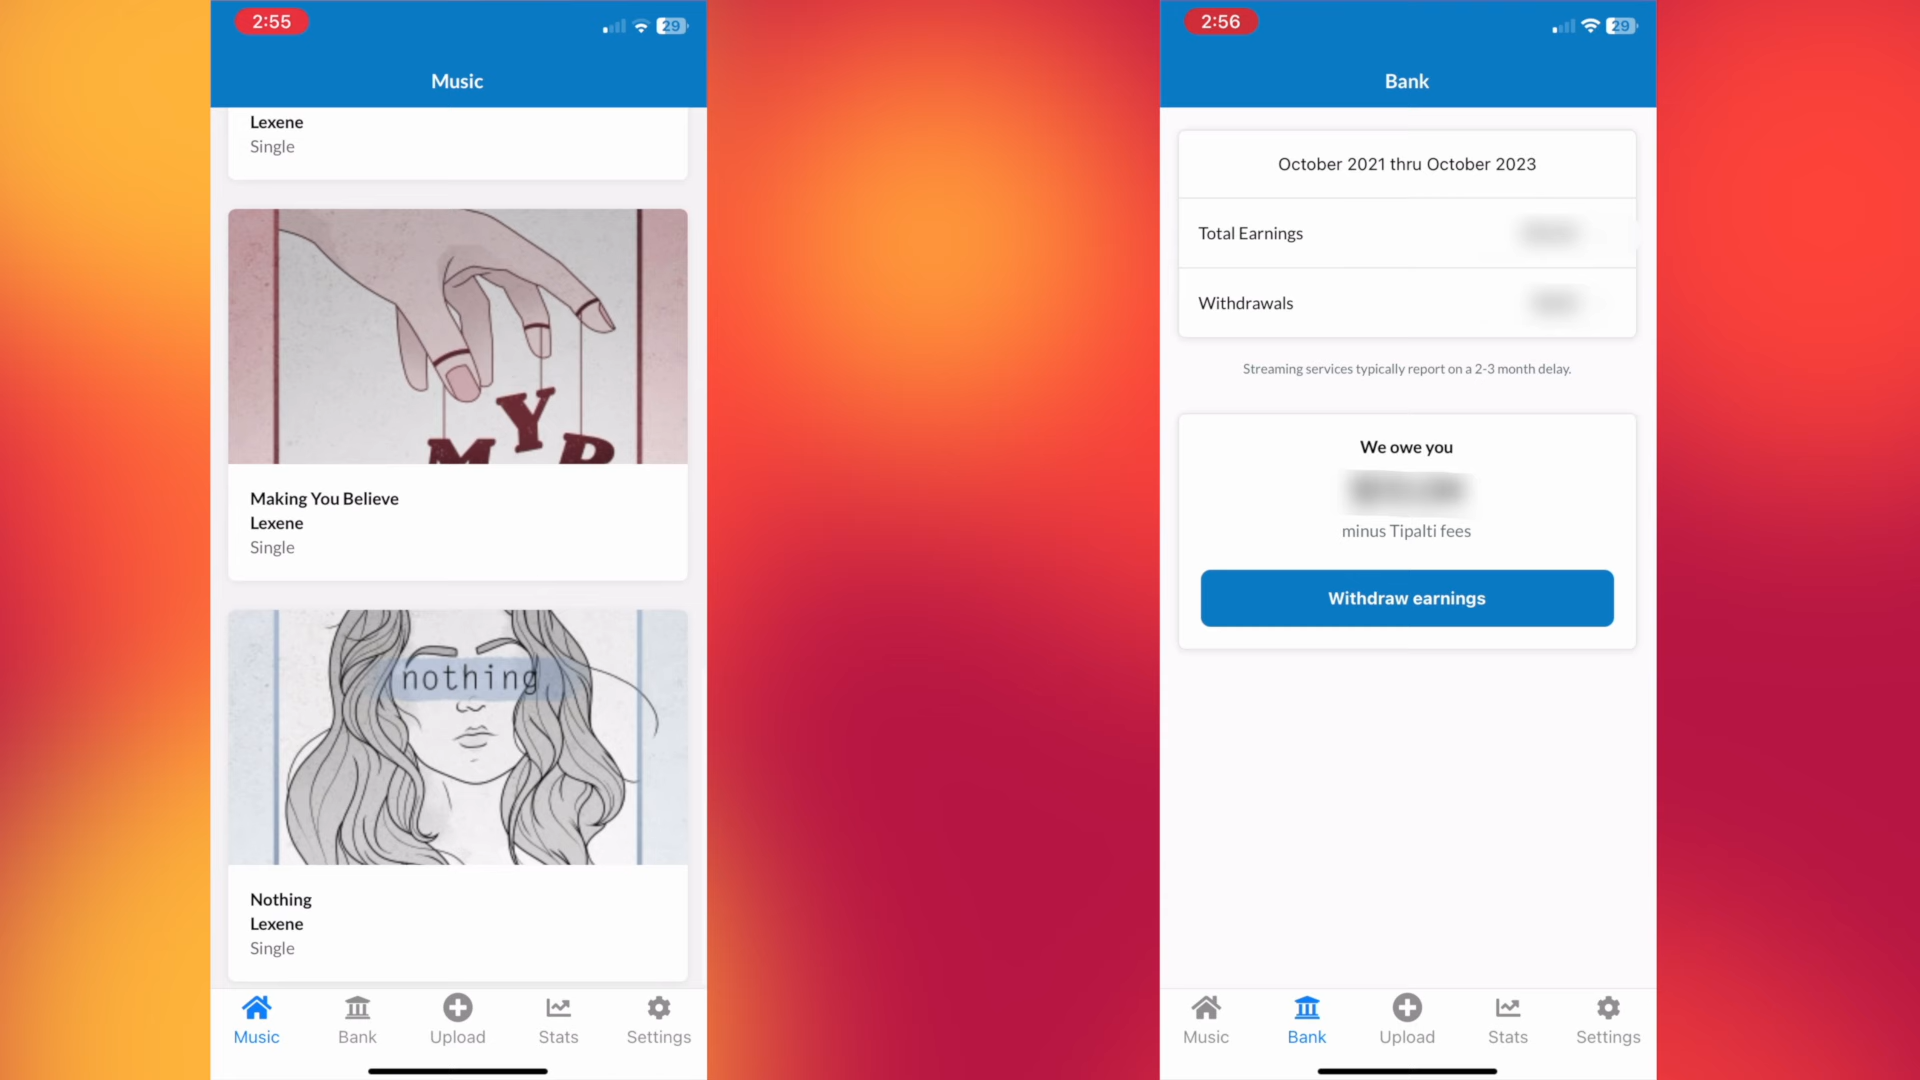 2:55
29
Music
Lexene
Single
M Y B
Making You Believe
Lexene
Single
nothing
Nothing
Lexene
Single
Music
Bank
Upload
Stats
Settings
2:56
29
Bank
October 2021 thru October 2023
Total Earnings
Withdrawals
Streaming services typically report on a 2-3 month delay.
We owe you
minus Tipalti fees
Withdraw earnings
Music
Bank
Upload
Stats
Settings